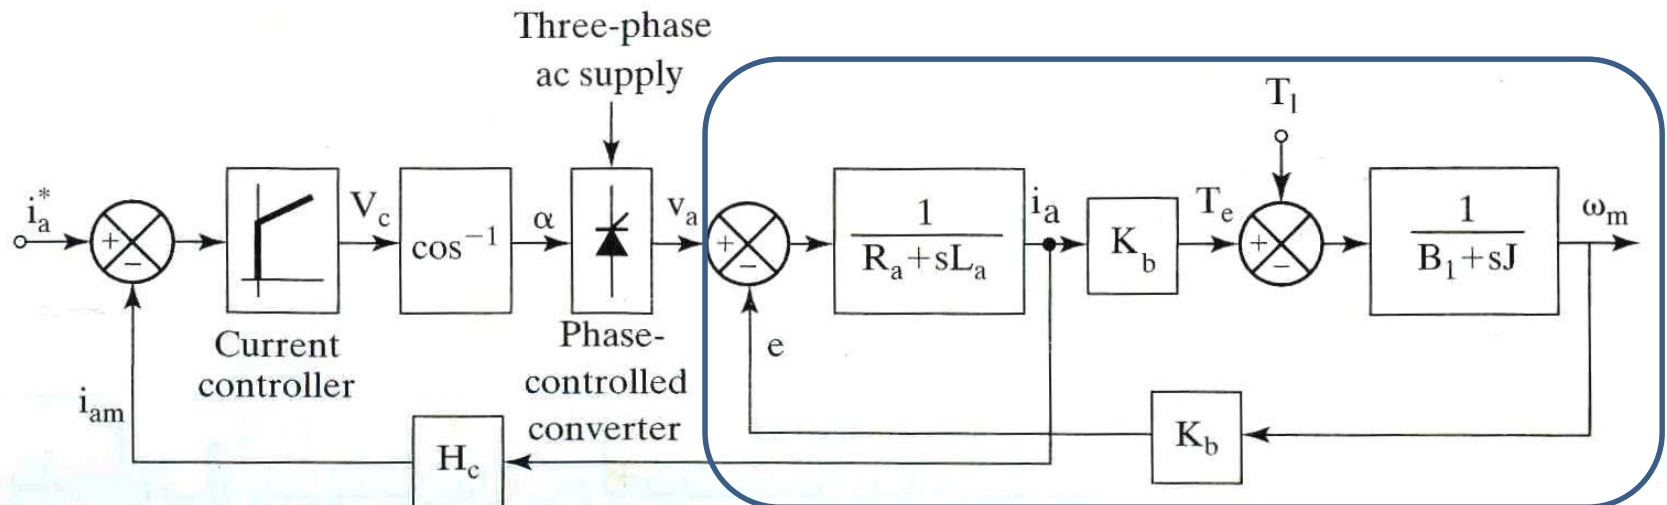 Three-phase
ac supply
T_l
i_a^*
+
−
V_c
cos^{-1}
α
v_a
+
−
1
R_a+sL_a
i_a
K_b
T_e
+
−
1
B_1+sJ
ω_m
Current
controller
Phase-
controlled
converter
e
i_am
H_c
K_b